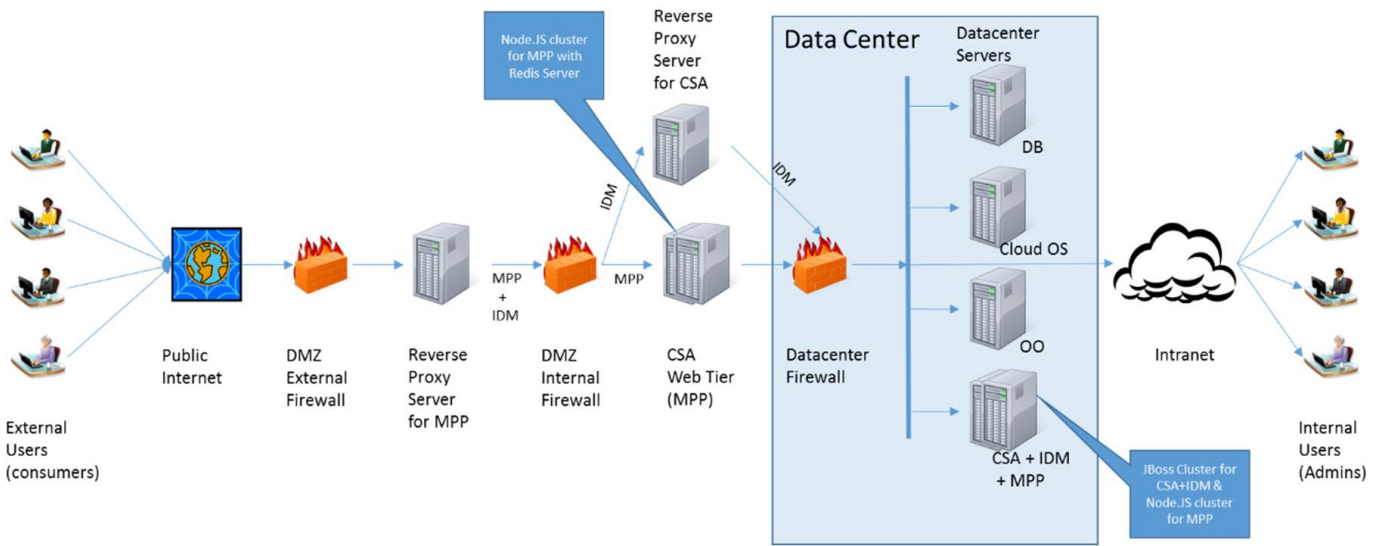 Node.JS cluster
for MPP with
Redis Server
Reverse
Proxy
Server
for CSA
Data Center
Datacenter
Servers
DB
IDM
IDM
Cloud OS
MPP
+
IDM
MPP
OO
Public
Internet
DMZ
External
Firewall
Reverse
Proxy
Server
for MPP
DMZ
Internal
Firewall
CSA
Web Tier
(MPP)
Datacenter
Firewall
Intranet
External
Users
(consumers)
CSA + IDM
+ MPP
JBoss Cluster for
CSA+IDM &
Node.JS cluster
for MPP
Internal
Users
(Admins)